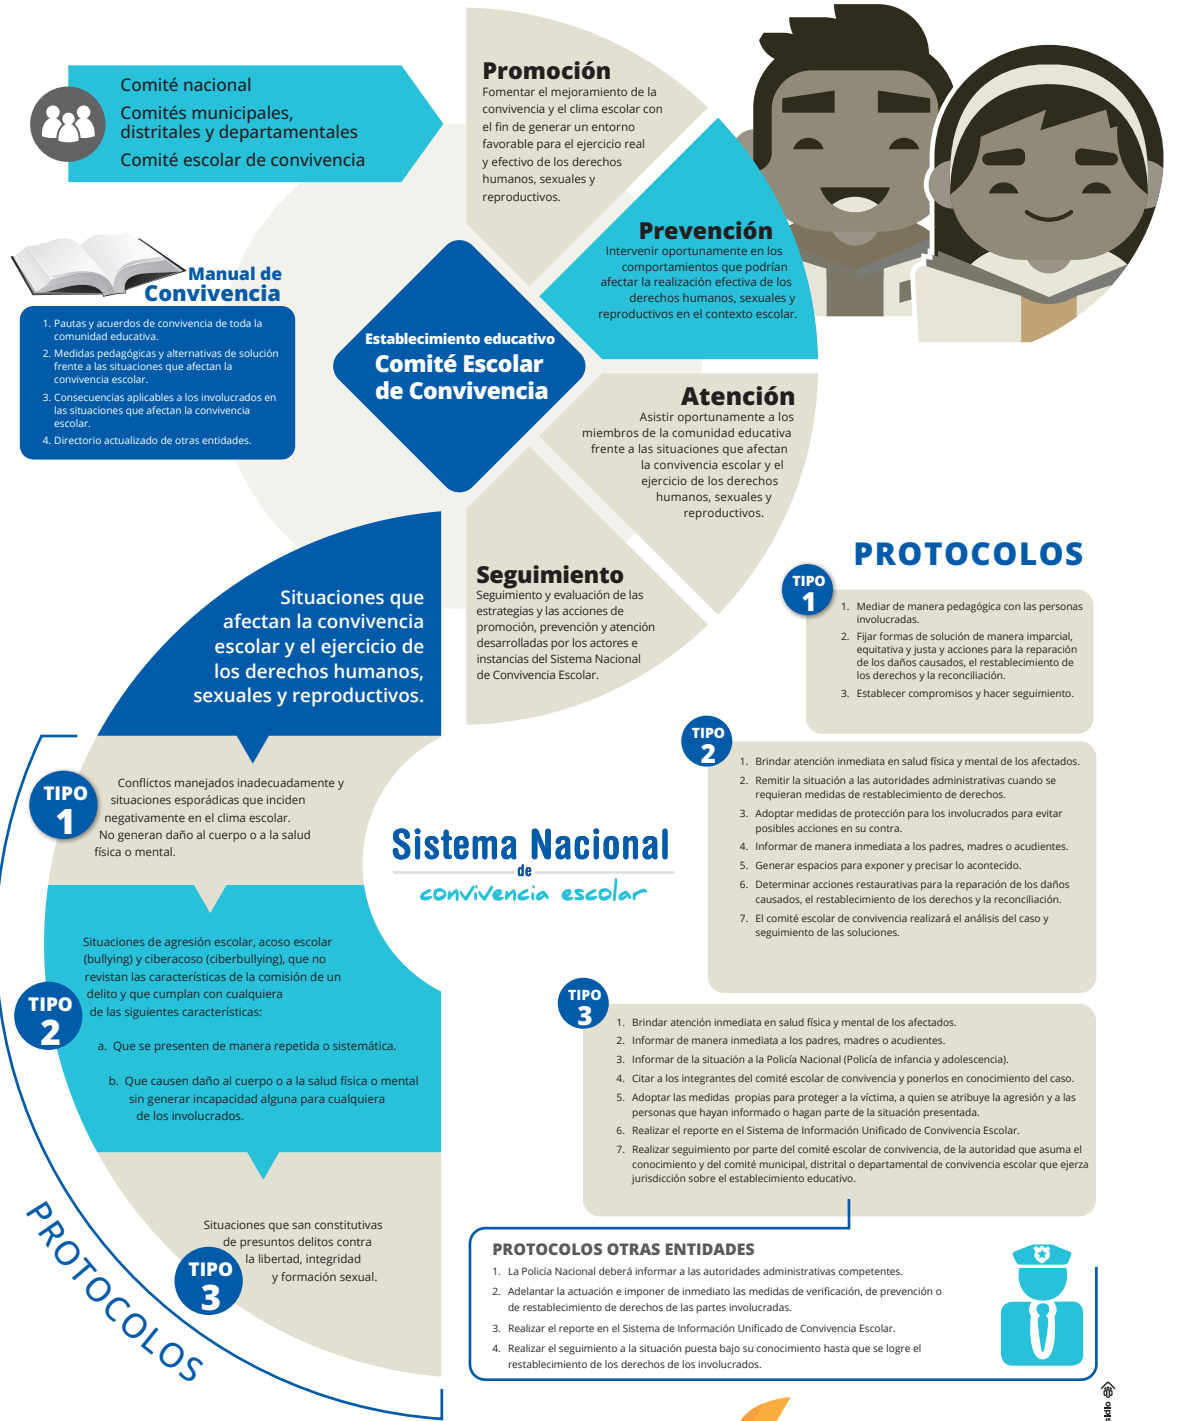 Comité nacional
Comités municipales,
distritales y departamentales
Comité escolar de convivencia
Promoción
Fomentar el mejoramiento de la
convivencia y el clima escolar con
el fin de generar un entorno
favorable para el ejercicio real
y efectivo de los derechos
humanos, sexuales y
reproductivos.
Prevención
Intervenir oportunamente en los
comportamientos que podrían
afectar la realización efectiva de los
derechos humanos, sexuales y
reproductivos en el contexto escolar.
Manual de
Convivencia
1. Pautas y acuerdos de convivencia de toda la
comunidad educativa.
2. Medidas pedagógicas y alternativas de solución
frente a las situaciones que afectan la
convivencia escolar.
3. Consecuencias aplicables a los involucrados en
las situaciones que afectan la convivencia
escolar.
4. Directorio actualizado de otras entidades.
Establecimiento educativo
Comité Escolar
de Convivencia
Atención
Asistir oportunamente a los
miembros de la comunidad educativa
frente a las situaciones que afectan
la convivencia escolar y el
ejercicio de los derechos
humanos, sexuales y
reproductivos.
Seguimiento
Seguimiento y evaluación de las
estrategias y las acciones de
promoción, prevención y atención
desarrolladas por los actores e
instancias del Sistema Nacional
de Convivencia Escolar.
Situaciones que
afectan la convivencia
escolar y el ejercicio de
los derechos humanos,
sexuales y reproductivos.
TIPO
1
Conflictos manejados inadecuadamente y
situaciones esporádicas que inciden
negativamente en el clima escolar.
No generan daño al cuerpo o a la salud
física o mental.
TIPO
2
Situaciones de agresión escolar, acoso escolar
(bullying) y ciberacoso (ciberbullying), que no
revistan las características de la comisión de un
delito y que cumplan con cualquiera
de las siguientes características:
a. Que se presenten de manera repetida o sistemática.
b. Que causen daño al cuerpo o a la salud física o mental
sin generar incapacidad alguna para cualquiera
de los involucrados.
TIPO
3
Situaciones que san constitutivas
de presuntos delitos contra
la libertad, integridad
y formación sexual.
PROTOCOLOS
Sistema Nacional
de
convivencia escolar
PROTOCOLOS
TIPO
1
1. Mediar de manera pedagógica con las personas
involucradas.
2. Fijar formas de solución de manera imparcial,
equitativa y justa y acciones para la reparación
de los daños causados, el restablecimiento de
los derechos y la reconciliación.
3. Establecer compromisos y hacer seguimiento.
TIPO
2
1. Brindar atención inmediata en salud física y mental de los afectados.
2. Remitir la situación a las autoridades administrativas cuando se
requieran medidas de restablecimiento de derechos.
3. Adoptar medidas de protección para los involucrados para evitar
posibles acciones en su contra.
4. Informar de manera inmediata a los padres, madres o acudientes.
5. Generar espacios para exponer y precisar lo acontecido.
6. Determinar acciones restaurativas para la reparación de los daños
causados, el restablecimiento de los derechos y la reconciliación.
7. El comité escolar de convivencia realizará el análisis del caso y
seguimiento de las soluciones.
TIPO
3
1. Brindar atención inmediata en salud física y mental de los afectados.
2. Informar de manera inmediata a los padres, madres o acudientes.
3. Informar de la situación a la Policía Nacional (Policía de infancia y adolescencia).
4. Citar a los integrantes del comité escolar de convivencia y ponerlos en conocimiento del caso.
5. Adoptar las medidas propias para proteger a la víctima, a quien se atribuye la agresión y a las
personas que hayan informado o hagan parte de la situación presentada.
6. Realizar el reporte en el Sistema de Información Unificado de Convivencia Escolar.
7. Realizar seguimiento por parte del comité escolar de convivencia, de la autoridad que asuma el
conocimiento y del comité municipal, distrital o departamental de convivencia escolar que ejerza
jurisdicción sobre el establecimiento educativo.
PROTOCOLOS OTRAS ENTIDADES
1. La Policía Nacional deberá informar a las autoridades administrativas competentes.
2. Adelantar la actuación e imponer de inmediato las medidas de verificación, de prevención o
de restablecimiento de derechos de las partes involucradas.
3. Realizar el reporte en el Sistema de Información Unificado de Convivencia Escolar.
4. Realizar el seguimiento a la situación puesta bajo su conocimiento hasta que se logre el
restablecimiento de los derechos de los involucrados.